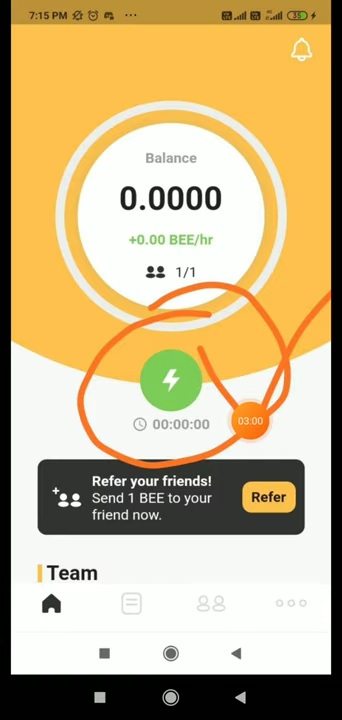 7:15 PM
35
Balance
0.0000
+0.00 BEE/hr
1/1
00:00:00
03:00
Refer your friends!
Send 1 BEE to your
friend now.
Refer
Team